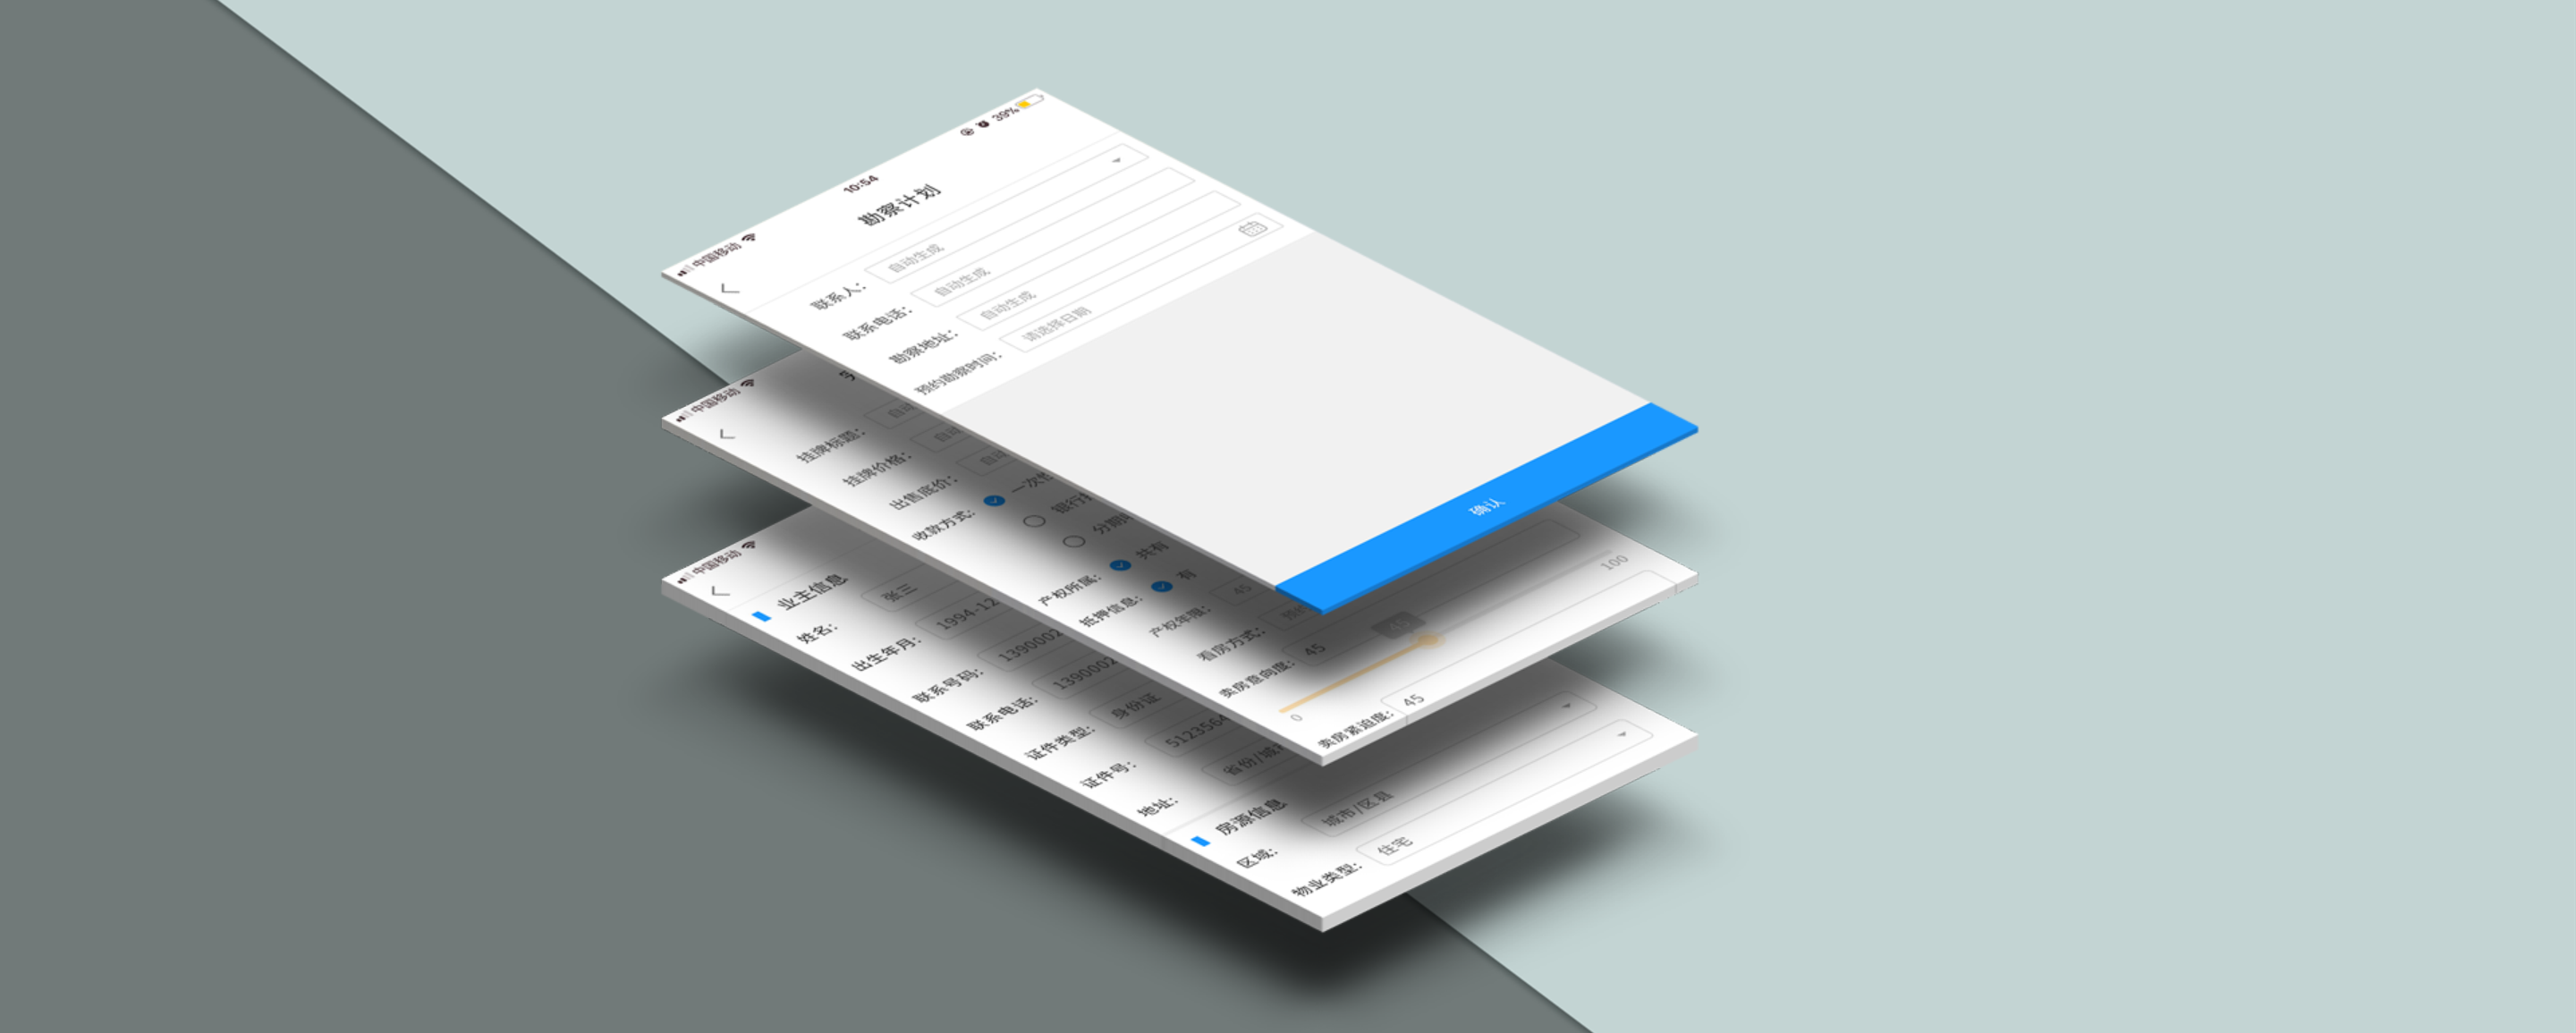 中国移动
10:54
39%
勘察计划
联系人：
自动生成
联系电话：
自动生成
勘察地址：
自动生成
预约勘察时间：
请选择日期
确认
中国移动
挂牌标题：
自动
挂牌价格：
自动
出售底价：
自动
收款方式：
一次
银行
分期
产权所属：
共有
抵押信息：
有
产权年限：
45
看房方式：
预约
卖房意向度：
45
45
0
100
卖房紧迫度：
45
中国移动
业主信息
姓名：
张三
出生年月：
1994-12
联系号码：
1390002
联系电话：
1390002
证件类型：
身份证
证件号：
5123564
地址：
省份/城
房源信息
区域：
城市/区县
物业类型：
住宅